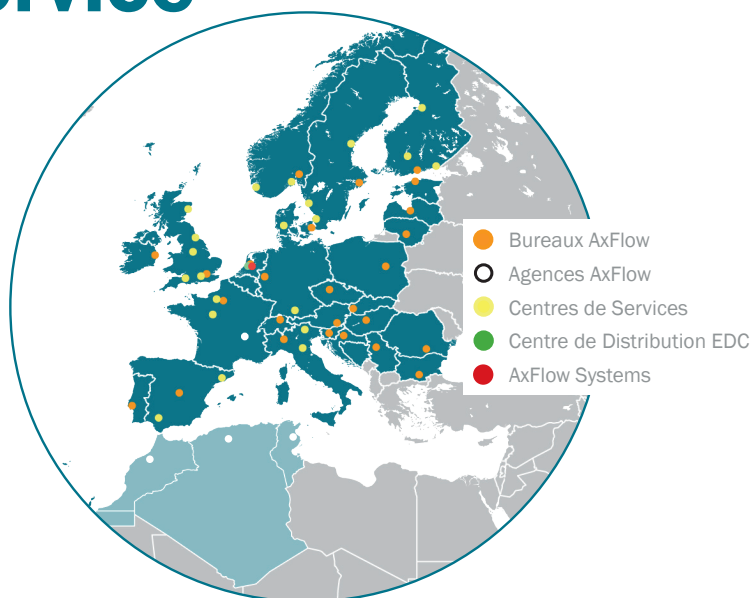 Bureaux AxFlow
Agences AxFlow
Centres de Services
Centre de Distribution EDC
AxFlow Systems